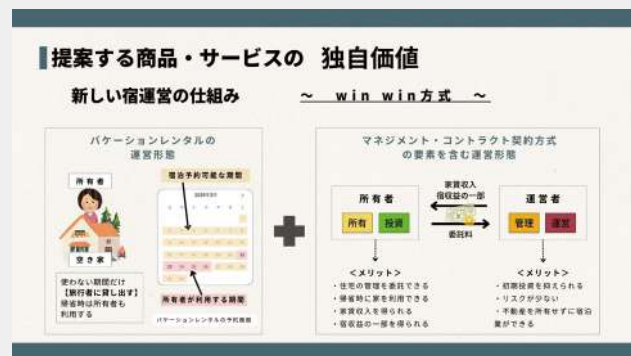 提案する商品・サービスの 独自価値
新しい宿運営の仕組み
～ win win方式 ～
バケーションレンタルの
運営形態
所有者
空き家
使わない期間だけ
【旅行者に貸し出す】
帰省時は所有者も
利用する
宿泊予約可能な期間
所有者が利用する期間
バケーションレンタルの予約画面
マネジメント・コントラクト契約方式
の要素を含む運営形態
所有者
所有 投資
家賃収入
宿収益の一部
委託料
運営者
管理 運営
＜メリット＞
・住宅の管理を委託できる
・帰省時に家を利用できる
・家賃収入を得られる
・宿収益の一部を得られる
＜メリット＞
・初期投資を抑えられる
・リスクが少ない
・不動産を所有せずに宿泊
業ができる